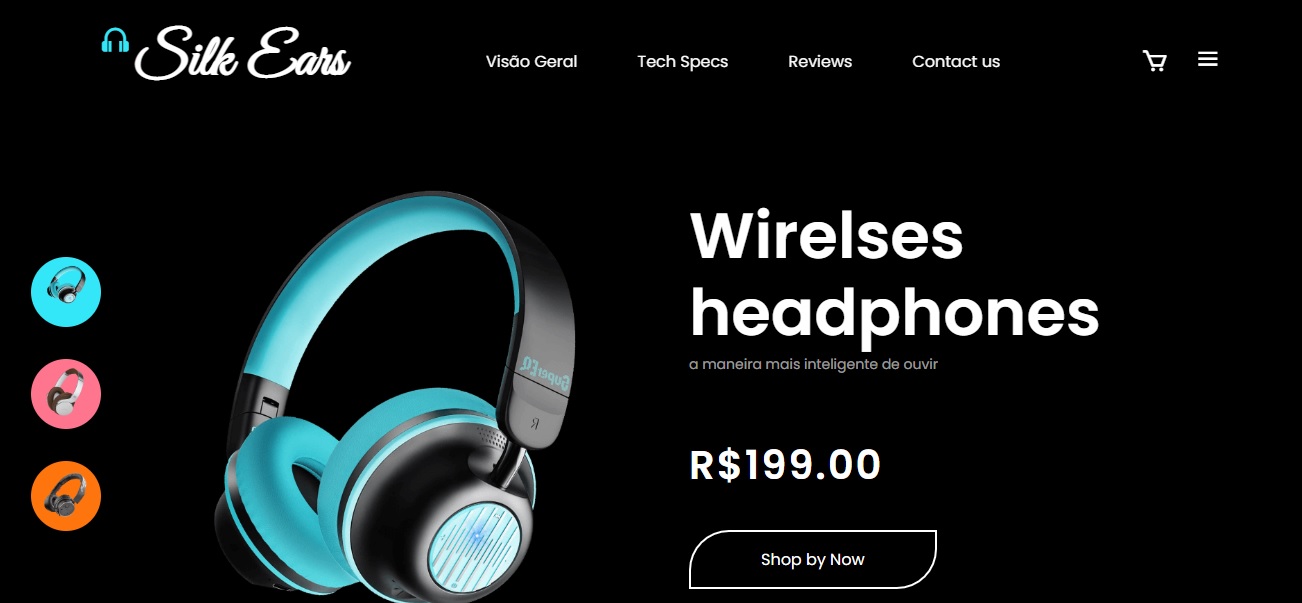 Silk Ears
Visão Geral
Tech Specs
Reviews
Contact us
Wirelses
headphones
a maneira mais inteligente de ouvir
SuperEQ
R
R$199.00
Shop by Now